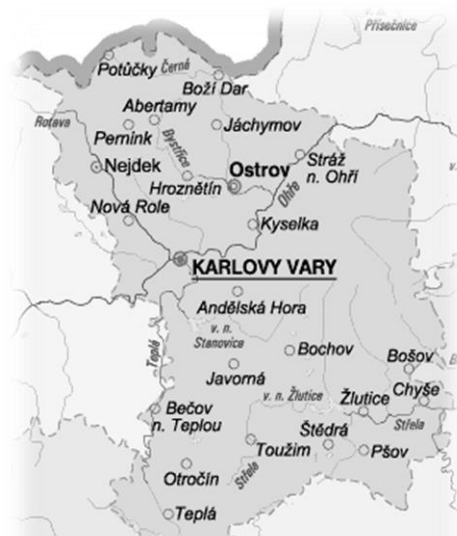 v. n.
Přísečnice
Potůčky
Černá
Boží Dar
Abertamy
Rotava
Pernink
Jáchymov
Bystřice
Nejdek
Stráž
n. Ohří
Hroznětín
Ostrov
Ohře
Nová Role
Kyselka
KARLOVY VARY
Andělská Hora
v. n.
Stanovice
Teplá
Bochov
Javorná
Bošov
Chyše
v. n. Žlutice
Žlutice
Bečov
n. Teplou
Střela
Štědrá
Toužim
Pšov
Otročín
Střele
Teplá